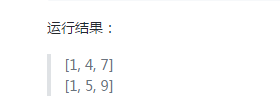 运行结果：
[1, 4, 7]
[1, 5, 9]